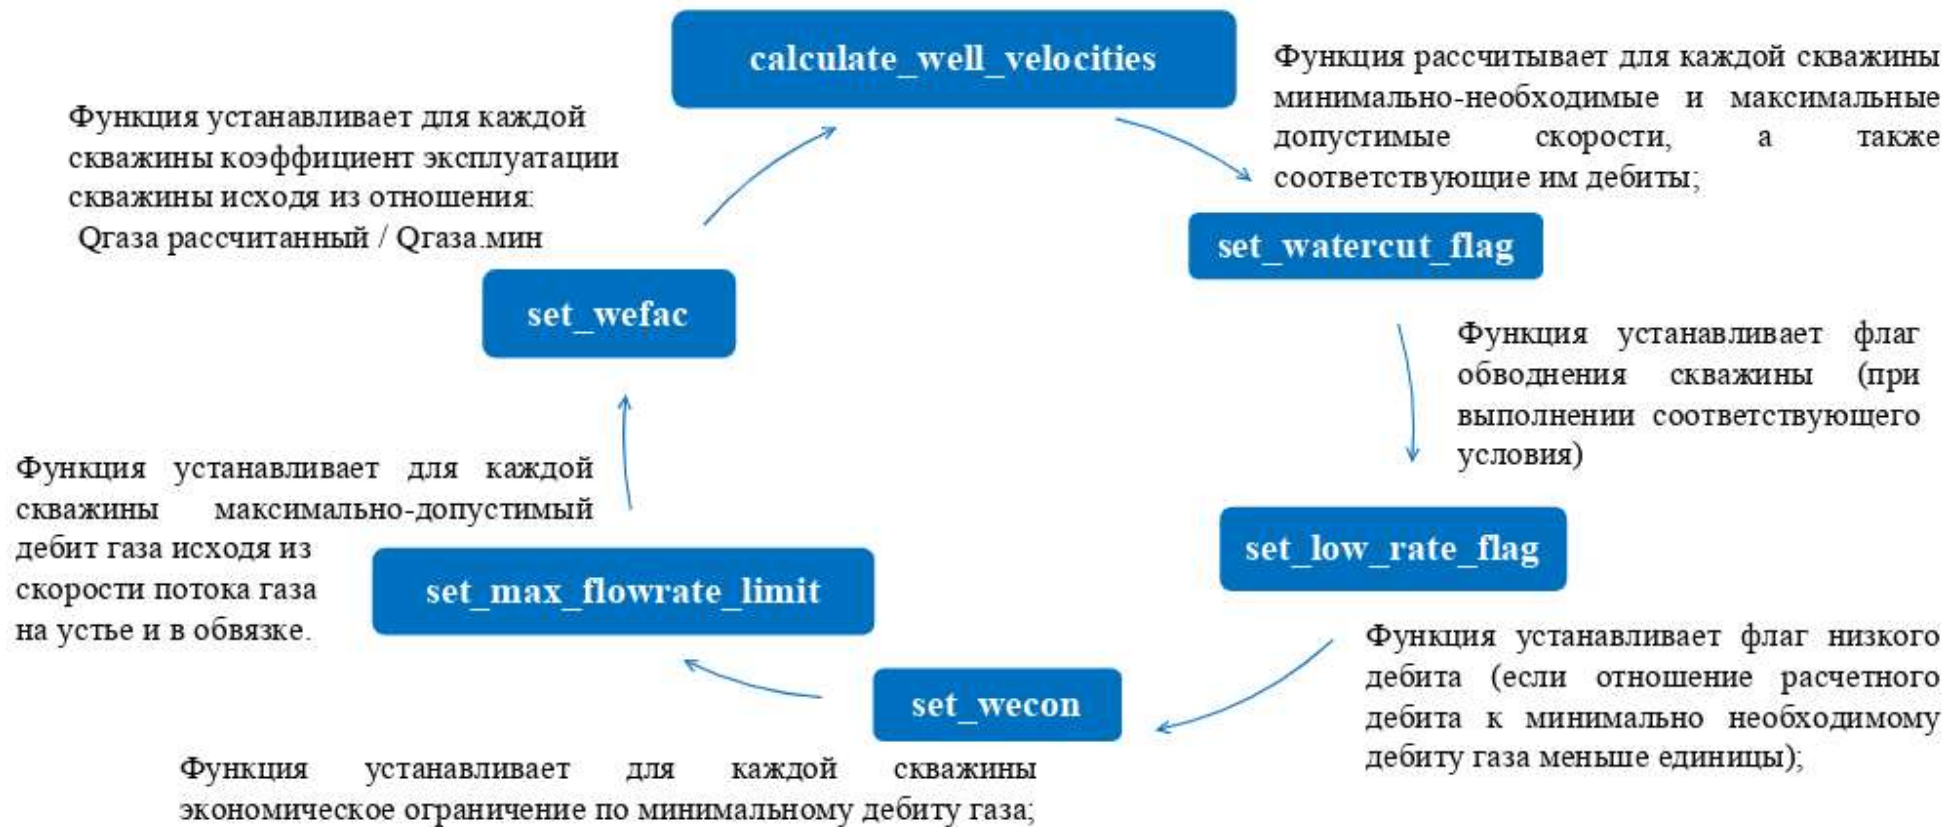 calculate_well_velocities
Функция рассчитывает для каждой скважины
минимально-необходимые и максимальные
допустимые скорости, а также
соответствующие им дебиты;
set_watercut_flag
Функция устанавливает флаг
обводнения скважины (при
выполнении соответствующего
условия)
set_low_rate_flag
Функция устанавливает флаг низкого
дебита (если отношение расчетного
дебита к минимально необходимому
дебиту газа меньше единицы);
set_wecon
Функция устанавливает для каждой скважины
экономическое ограничение по минимальному дебиту газа;
set_max_flowrate_limit
Функция устанавливает для каждой
скважины максимально-допустимый
дебит газа исходя из
скорости потока газа
на устье и в обвязке.
set_wefac
Функция устанавливает для каждой
скважины коэффициент эксплуатации
скважины исходя из отношения:
Qгаза рассчитанный / Qгаза.мин